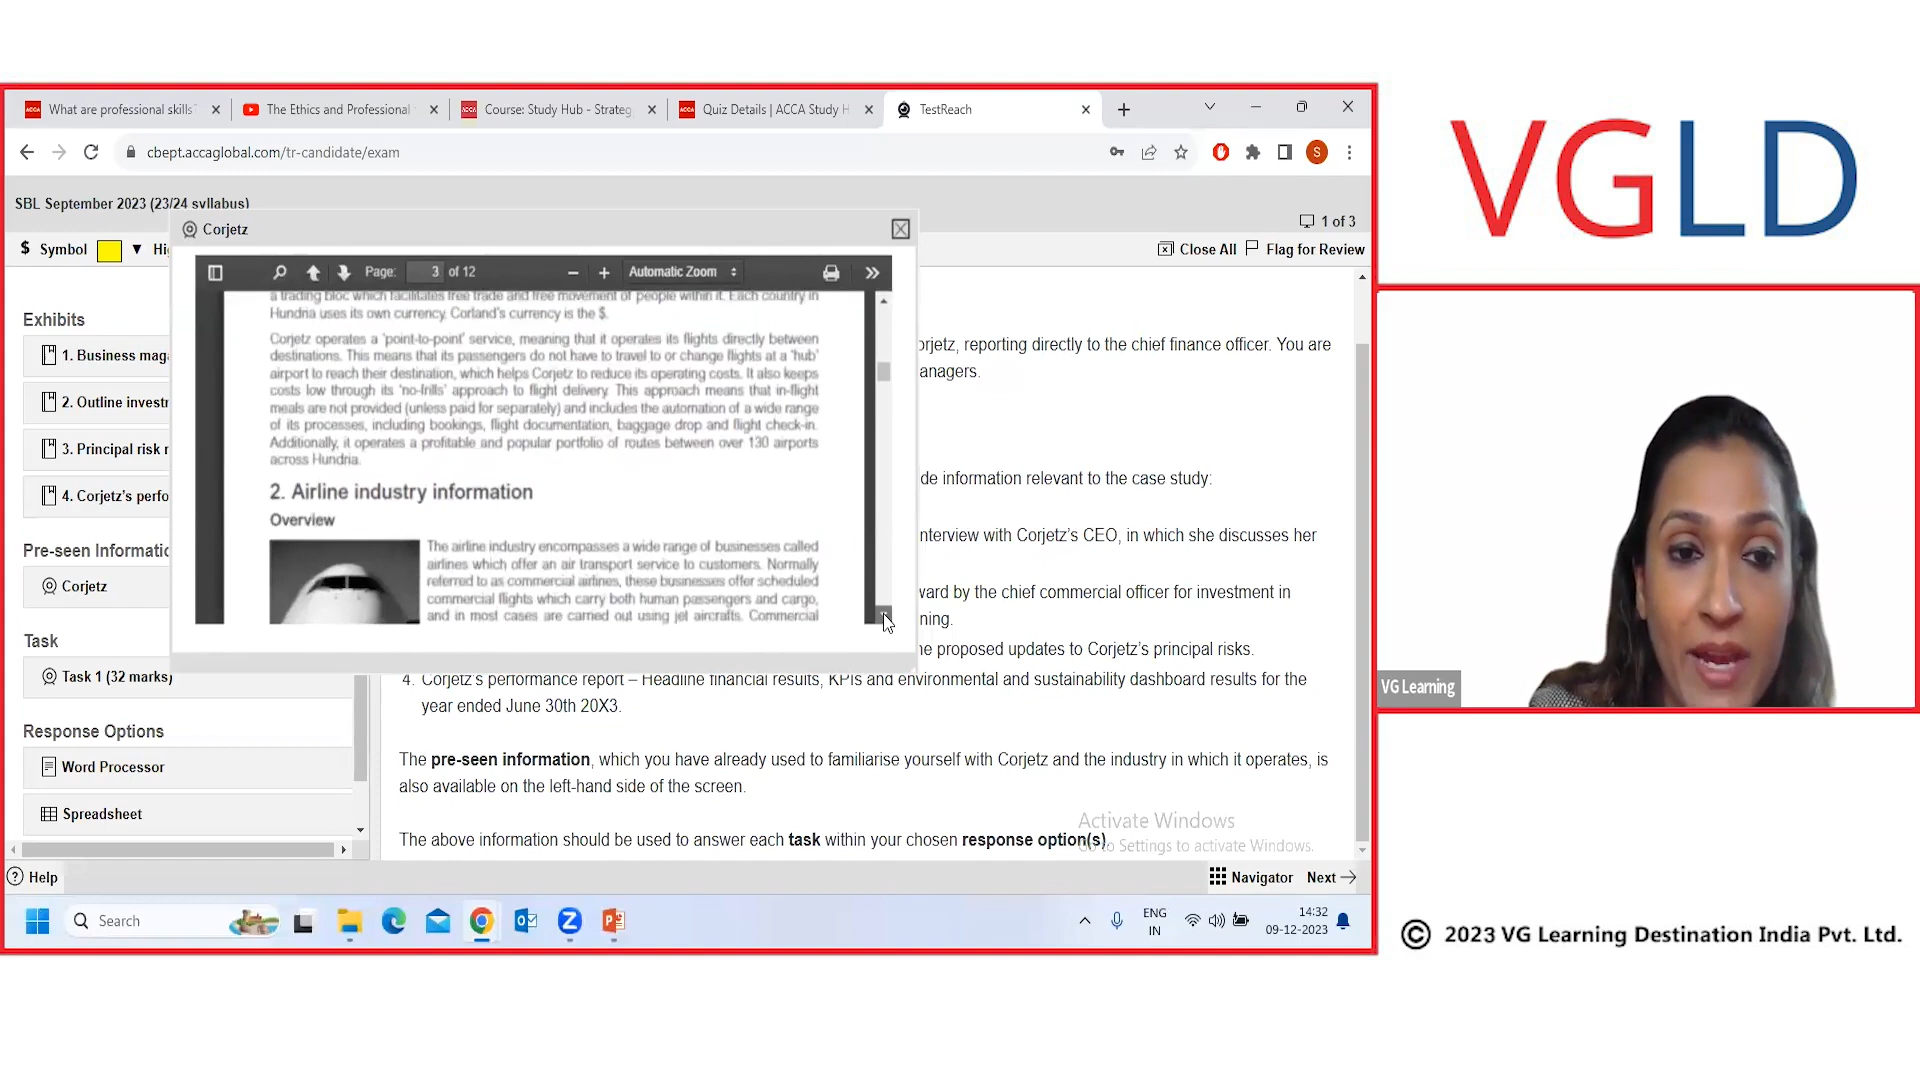 What are professional skills
The Ethics and Professional
Course: Study Hub - Strateg
Quiz Details | ACCA Study H
TestReach
cbept.accaglobal.com/tr-candidate/exam
S
SBL September 2023 (23/24 syllabus)
1 of 3
$ Symbol
Close All
Flag for Review
Corjetz
Page: 3 of 12
Automatic Zoom
a trading bloc which facilitates free trade and free movement of people within it. Each country in
Hundria uses its own currency. Corland's currency is the $.
Corjetz operates a 'point-to-point' service, meaning that it operates its flights directly between
destinations. This means that its passengers do not have to travel to or change flights at a 'hub'
airport to reach their destination, which helps Corjetz to reduce its operating costs. It also keeps
costs low through its 'no-frills' approach to flight delivery. This approach means that in-flight
meals are not provided (unless paid for separately) and includes the automation of a wide range
of its processes, including bookings, flight documentation, baggage drop and flight check-in.
Additionally, it operates a profitable and popular portfolio of routes between over 130 airports
across Hundria.
2. Airline industry information
Overview
The airline industry encompasses a wide range of businesses called
airlines which offer an air transport service to customers. Normally
referred to as commercial airlines, these businesses offer scheduled
commercial flights which carry both human passengers and cargo,
and in most cases are carried out using jet aircrafts. Commercial
Exhibits
1. Business mag
2. Outline investr
3. Principal risk r
4. Corjetz's perfo
Pre-seen Informatic
Corjetz
Task
Task 1 (32 marks)
Response Options
Word Processor
Spreadsheet
orjetz, reporting directly to the chief finance officer. You are
anagers.
de information relevant to the case study:
nterview with Corjetz's CEO, in which she discusses her
ward by the chief commercial officer for investment in
ning.
ne proposed updates to Corjetz's principal risks.
4. Corjetz's performance report – Headline financial results, KPIs and environmental and sustainability dashboard results for the
year ended June 30th 20X3.
The pre-seen information, which you have already used to familiarise yourself with Corjetz and the industry in which it operates, is
also available on the left-hand side of the screen.
The above information should be used to answer each task within your chosen response option(s).
Activate Windows
Go to Settings to activate Windows.
Help
Navigator
Next
Search
ENG
IN
14:32
09-12-2023
VGLD
VG Learning
© 2023 VG Learning Destination India Pvt. Ltd.